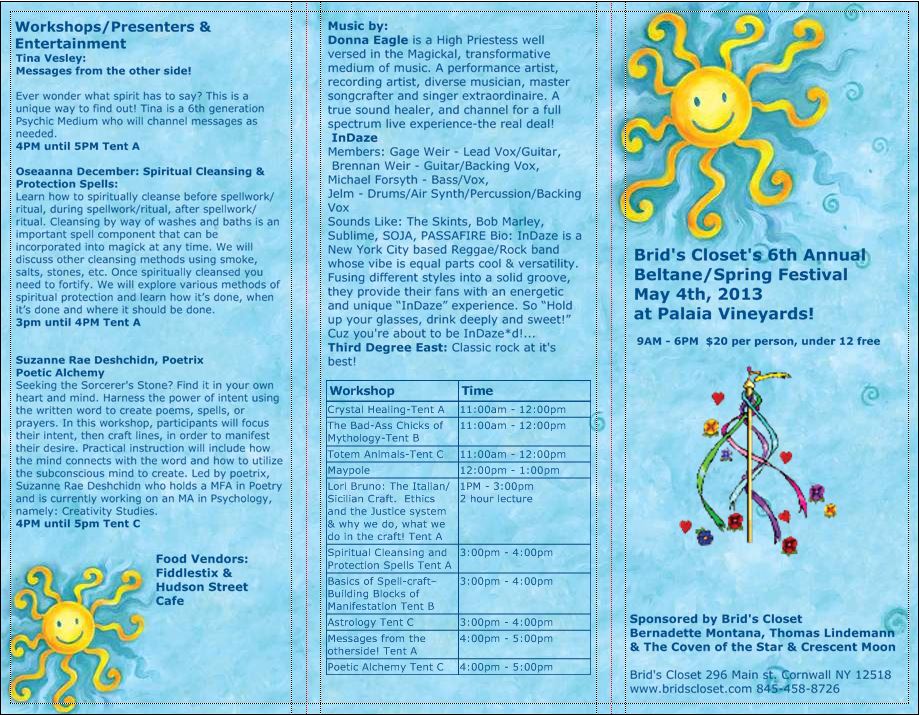 Workshops/Presenters &
Entertainment
Tina Vesley:
Messages from the other side!
Ever wonder what spirit has to say? This is a
unique way to find out! Tina is a 6th generation
Psychic Medium who will channel messages as
needed.
4PM until 5PM Tent A
Oseaanna December: Spiritual Cleansing &
Protection Spells:
Learn how to spiritually cleanse before spellwork/
ritual, during spellwork/ritual, after spellwork/
ritual. Cleansing by way of washes and baths is an
important spell component that can be
incorporated into magick at any time. We will
discuss other cleansing methods using smoke,
salts, stones, etc. Once spiritually cleansed you
need to fortify. We will explore various methods of
spiritual protection and learn how it’s done, when
it’s done and where it should be done.
3pm until 4PM Tent A
Suzanne Rae Deshchidn, Poetrix
Poetic Alchemy
Seeking the Sorcerer's Stone? Find it in your own
heart and mind. Harness the power of intent using
the written word to create poems, spells, or
prayers. In this workshop, participants will focus
their intent, then craft lines, in order to manifest
their desire. Practical instruction will include how
the mind connects with the word and how to utilize
the subconscious mind to create. Led by poetrix,
Suzanne Rae Deshchidn who holds a MFA in Poetry
and is currently working on an MA in Psychology,
namely: Creativity Studies.
4PM until 5pm Tent C
Food Vendors:
Fiddlestix &
Hudson Street
Cafe
Music by:
Donna Eagle is a High Priestess well
versed in the Magickal, transformative
medium of music. A performance artist,
recording artist, diverse musician, master
songcrafter and singer extraordinaire. A
true sound healer, and channel for a full
spectrum live experience-the real deal!
InDaze
Members: Gage Weir - Lead Vox/Guitar,
Brennan Weir - Guitar/Backing Vox,
Michael Forsyth - Bass/Vox,
Jelm - Drums/Air Synth/Percussion/Backing
Vox
Sounds Like: The Skints, Bob Marley,
Sublime, SOJA, PASSAFIRE Bio: InDaze is a
New York City based Reggae/Rock band
whose vibe is equal parts cool & versatility.
Fusing different styles into a solid groove,
they provide their fans with an energetic
and unique “InDaze” experience. So “Hold
up your glasses, drink deeply and sweet!”
Cuz you're about to be InDaze*d!...
Third Degree East: Classic rock at it's
best!
Workshop Time
Crystal Healing-Tent A 11:00am - 12:00pm
The Bad-Ass Chicks of 11:00am - 12:00pm
Mythology-Tent B
Totem Animals-Tent C 11:00am - 12:00pm
Maypole 12:00pm - 1:00pm
Lori Bruno: The Italian/ 1PM - 3:00pm
Sicilian Craft. Ethics 2 hour lecture
and the Justice system
& why we do, what we
do in the craft! Tent A
Spiritual Cleansing and 3:00pm - 4:00pm
Protection Spells Tent A
Basics of Spell-craft– 3:00pm - 4:00pm
Building Blocks of
Manifestation Tent B
Astrology Tent C 3:00pm - 4:00pm
Messages from the 4:00pm - 5:00pm
otherside! Tent A
Poetic Alchemy Tent C 4:00pm - 5:00pm
Brid's Closet's 6th Annual
Beltane/Spring Festival
May 4th, 2013
at Palaia Vineyards!
9AM - 6PM $20 per person, under 12 free
Sponsored by Brid's Closet
Bernadette Montana, Thomas Lindemann
& The Coven of the Star & Crescent Moon
Brid's Closet 296 Main st. Cornwall NY 12518
www.bridscloset.com 845-458-8726